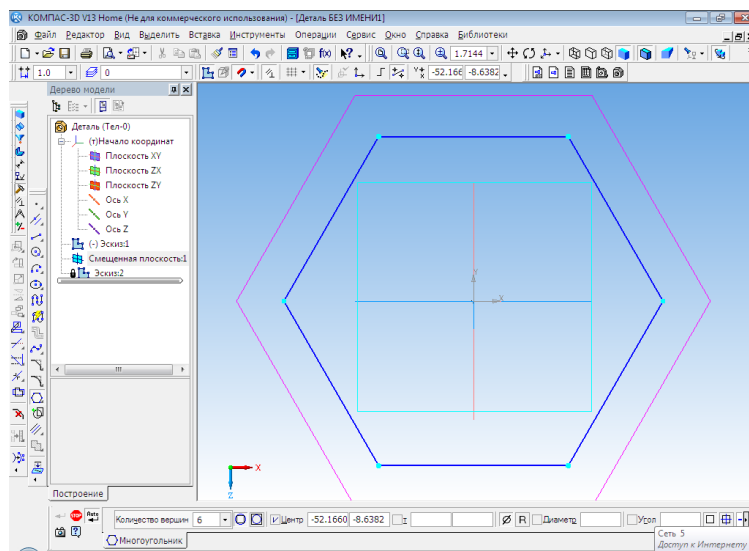 КОМПАС-3D V13 Home (Не для коммерческого использования) - [Деталь БЕЗ ИМЕНИ1]
Файл Редактор Вид Выделить Вставка Инструменты Операции Сервис Окно Справка Библиотеки
1.7144
1.0 0 -52.166 -8.6382
Дерево модели
Деталь (Тел-0)
(т)Начало координат
Плоскость XY
Плоскость ZX
Плоскость ZY
Ось X
Ось Y
Ось Z
(-) Эскиз:1
Смещенная плоскость:1
Эскиз:2
Y
X
X
Z
Построение
STOP Auto Количество вершин 6 Центр -52.1660 -8.6382 т Диаметр Угол
Многоугольник
Сеть 5
Доступ к Интернету